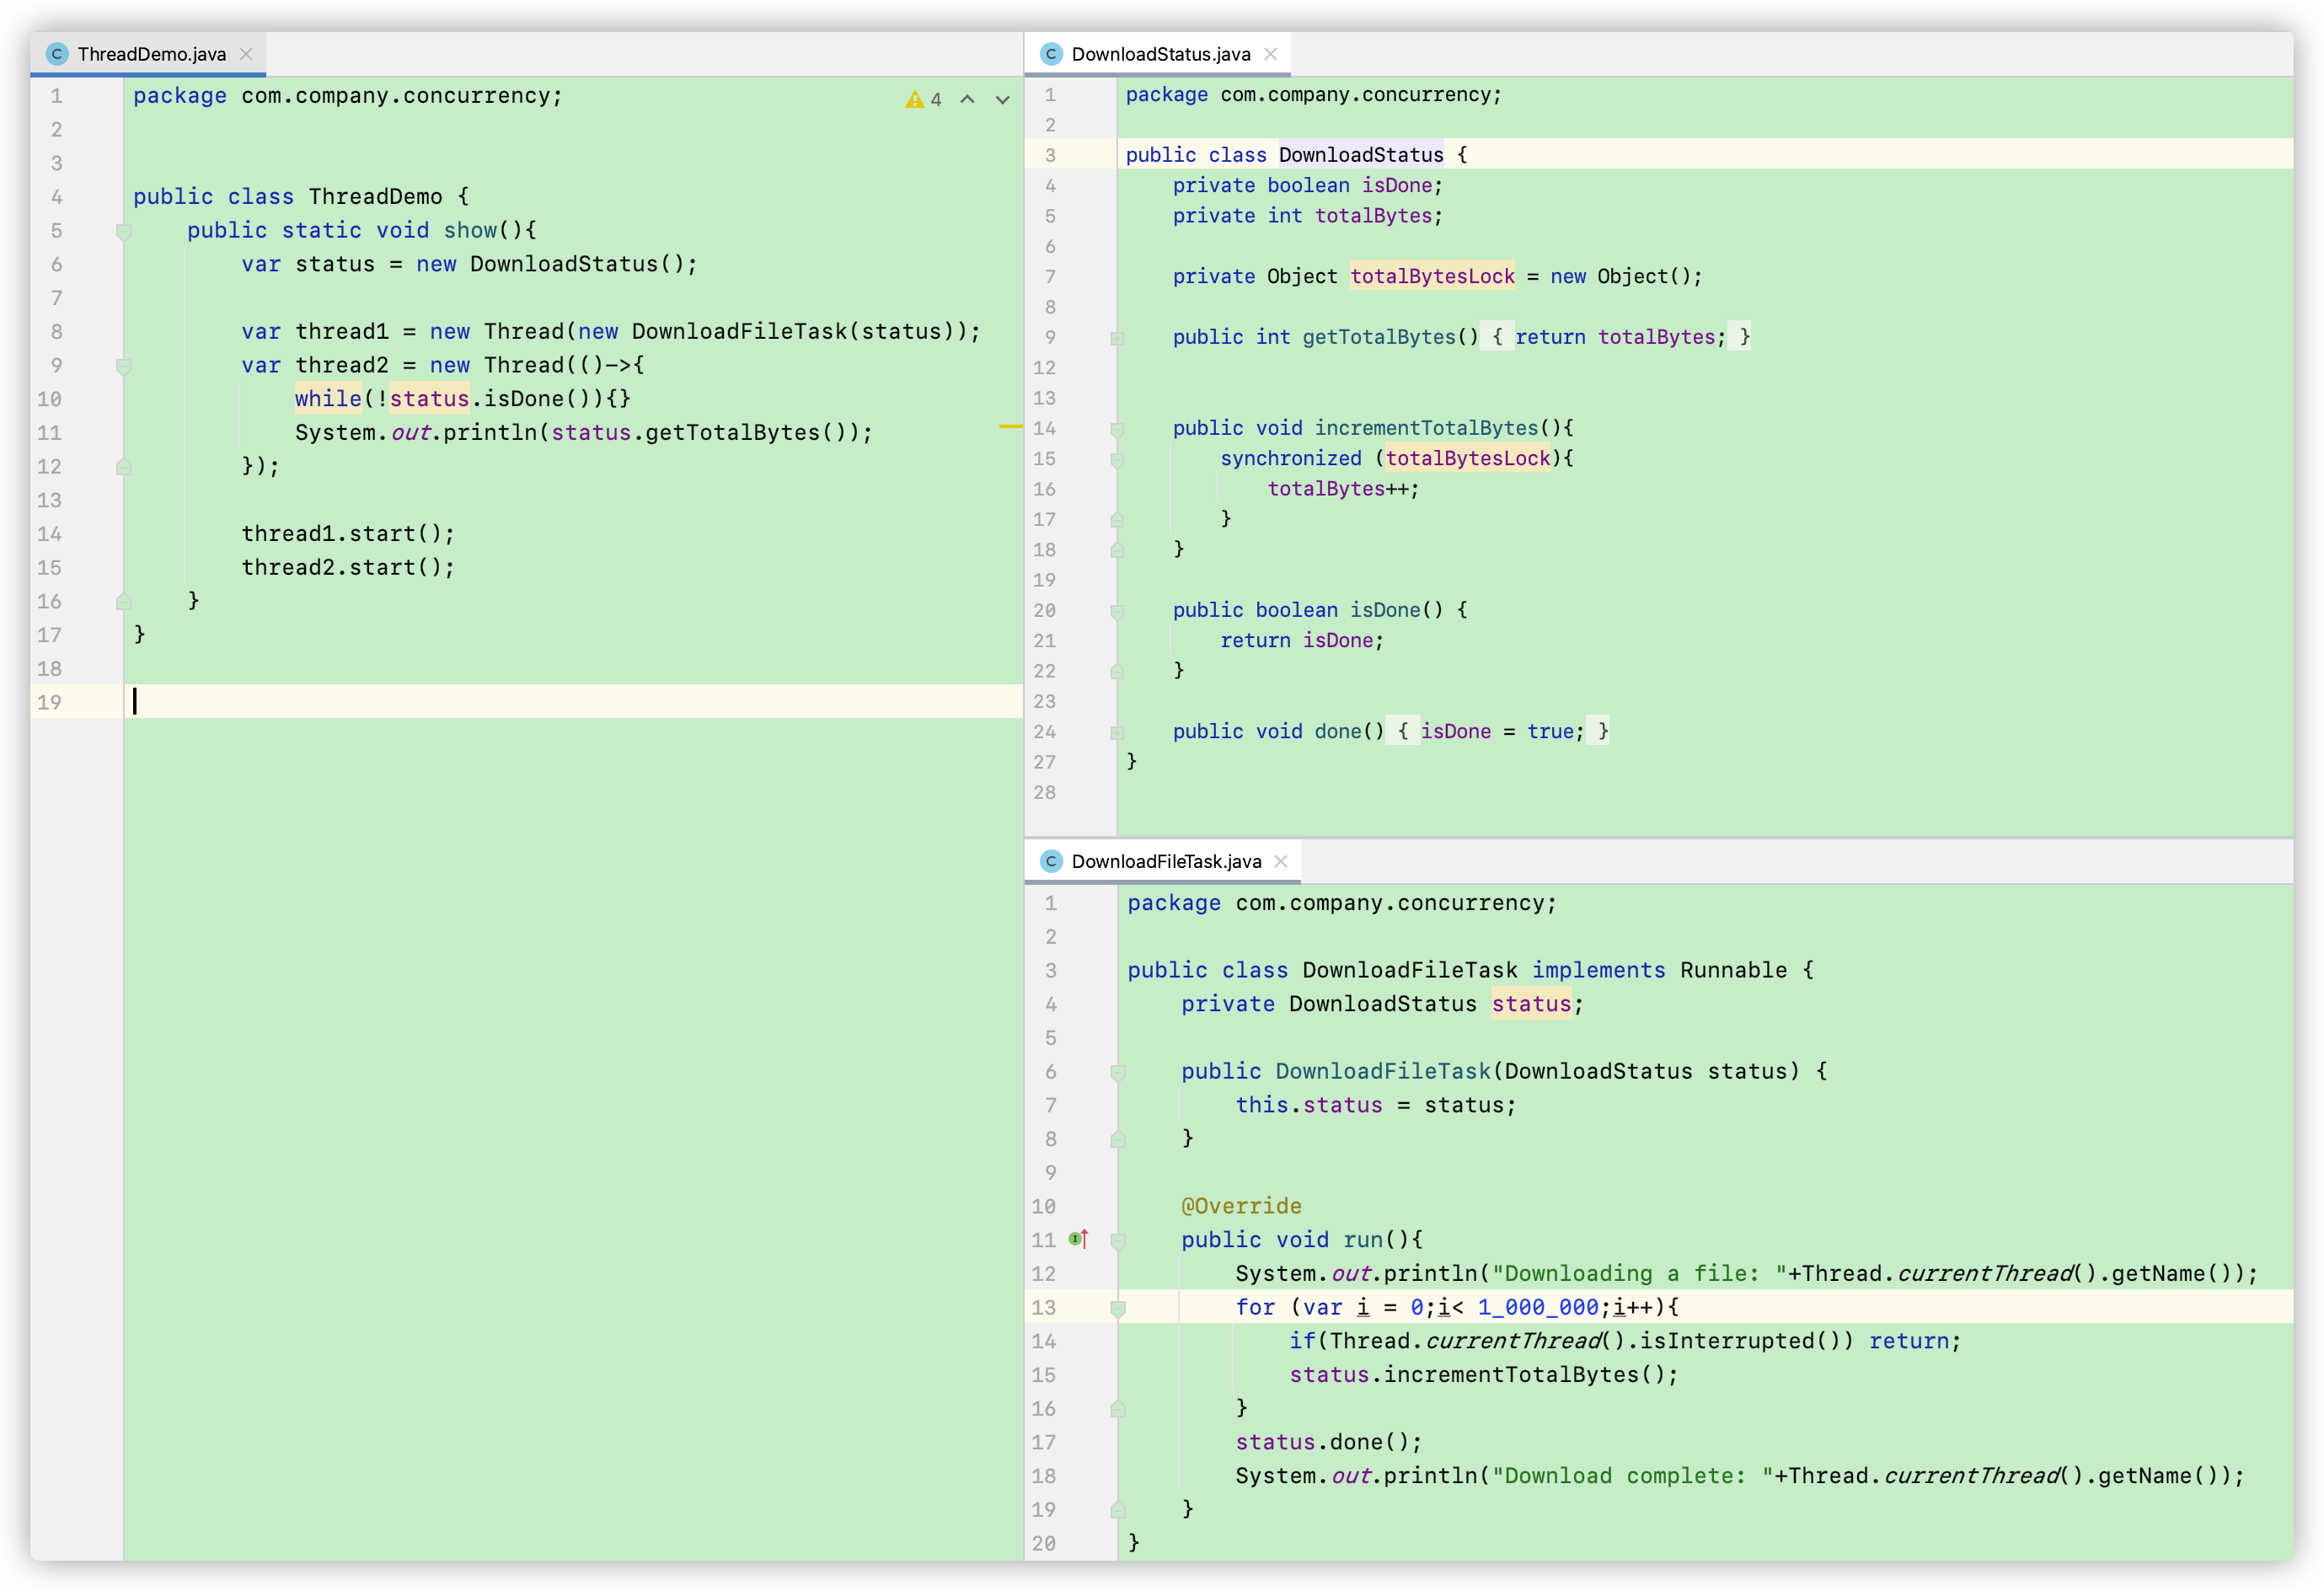 ThreadDemo.java
1 package com.company.concurrency;
4
2
3
4 public class ThreadDemo {
5     public static void show(){
6         var status = new DownloadStatus();
7
8         var thread1 = new Thread(new DownloadFileTask(status));
9         var thread2 = new Thread(()->{
10             while(!status.isDone()){}
11             System.out.println(status.getTotalBytes());
12         });
13
14         thread1.start();
15         thread2.start();
16     }
17 }
18
19
DownloadStatus.java
1 package com.company.concurrency;
2
3 public class DownloadStatus {
4     private boolean isDone;
5     private int totalBytes;
6
7     private Object totalBytesLock = new Object();
8
9     public int getTotalBytes() { return totalBytes; }
12
13
14     public void incrementTotalBytes(){
15         synchronized (totalBytesLock){
16             totalBytes++;
17         }
18     }
19
20     public boolean isDone() {
21         return isDone;
22     }
23
24     public void done() { isDone = true; }
27 }
28
DownloadFileTask.java
1 package com.company.concurrency;
2
3 public class DownloadFileTask implements Runnable {
4     private DownloadStatus status;
5
6     public DownloadFileTask(DownloadStatus status) {
7         this.status = status;
8     }
9
10     @Override
11     public void run(){
12         System.out.println("Downloading a file: "+Thread.currentThread().getName());
13         for (var i = 0;i< 1_000_000;i++){
14             if(Thread.currentThread().isInterrupted()) return;
15             status.incrementTotalBytes();
16         }
17         status.done();
18         System.out.println("Download complete: "+Thread.currentThread().getName());
19     }
20 }